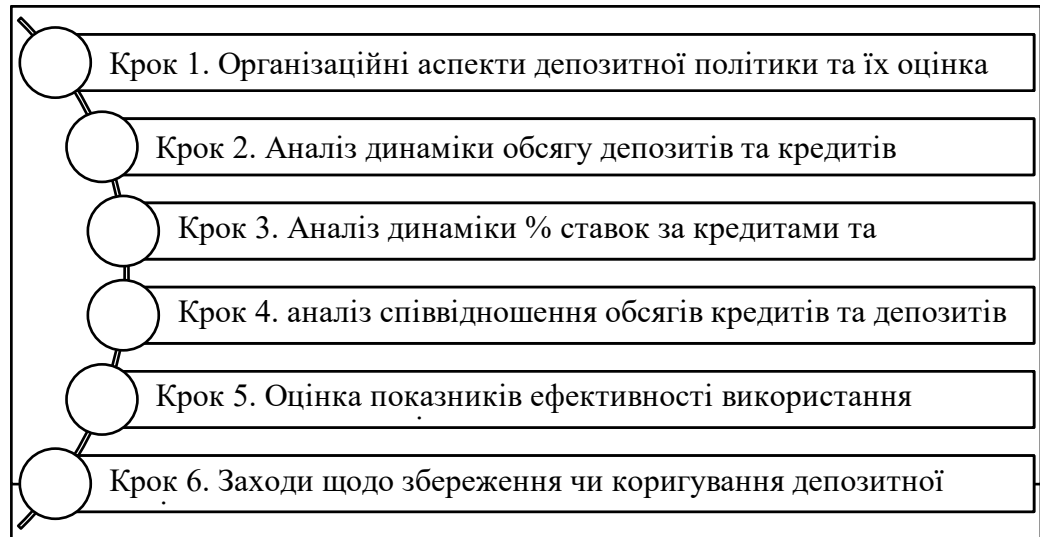 Крок 1. Організаційні аспекти депозитної політики та їх оцінка
Крок 2. Аналіз динаміки обсягу депозитів та кредитів
Крок 3. Аналіз динаміки % ставок за кредитами та
Крок 4. аналіз співвідношення обсягів кредитів та депозитів
Крок 5. Оцінка показників ефективності використання
Крок 6. Заходи щодо збереження чи коригування депозитної